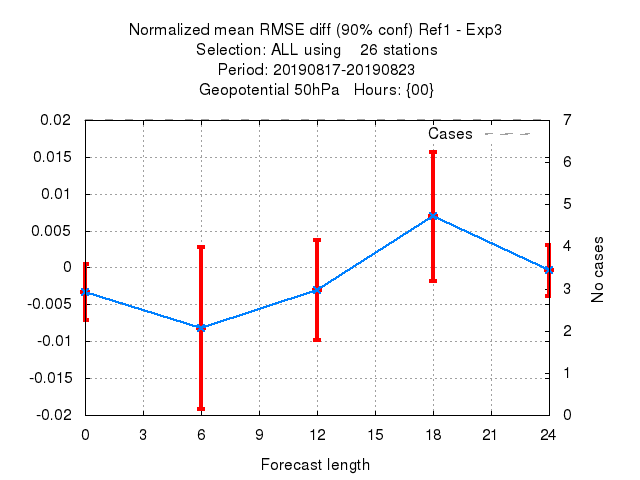 Normalized mean RMSE diff (90% conf) Ref1 - Exp3
Selection: ALL using    26 stations
Period: 20190817-20190823
Geopotential 50hPa   Hours: {00}
Cases
0.02
0.015
0.01
0.005
0
-0.005
-0.01
-0.015
-0.02
7
6
5
4
3
2
1
0
No cases
0 3 6 9 12 15 18 21 24
Forecast length